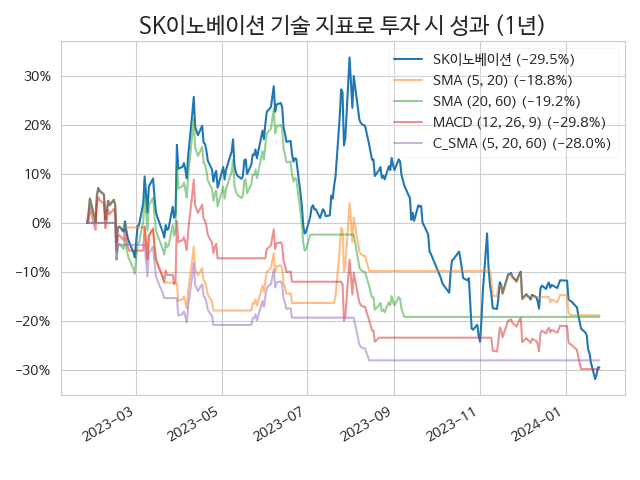 SK이노베이션 기술 지표로 투자 시 성과 (1년)
SK이노베이션 (−29.5%)
SMA (5, 20) (−18.8%)
SMA (20, 60) (−19.2%)
MACD (12, 26, 9) (−29.8%)
C_SMA (5, 20, 60) (−28.0%)
30%
20%
10%
0%
−10%
−20%
−30%
2023−03
2023−05
2023−07
2023−09
2023−11
2024−01